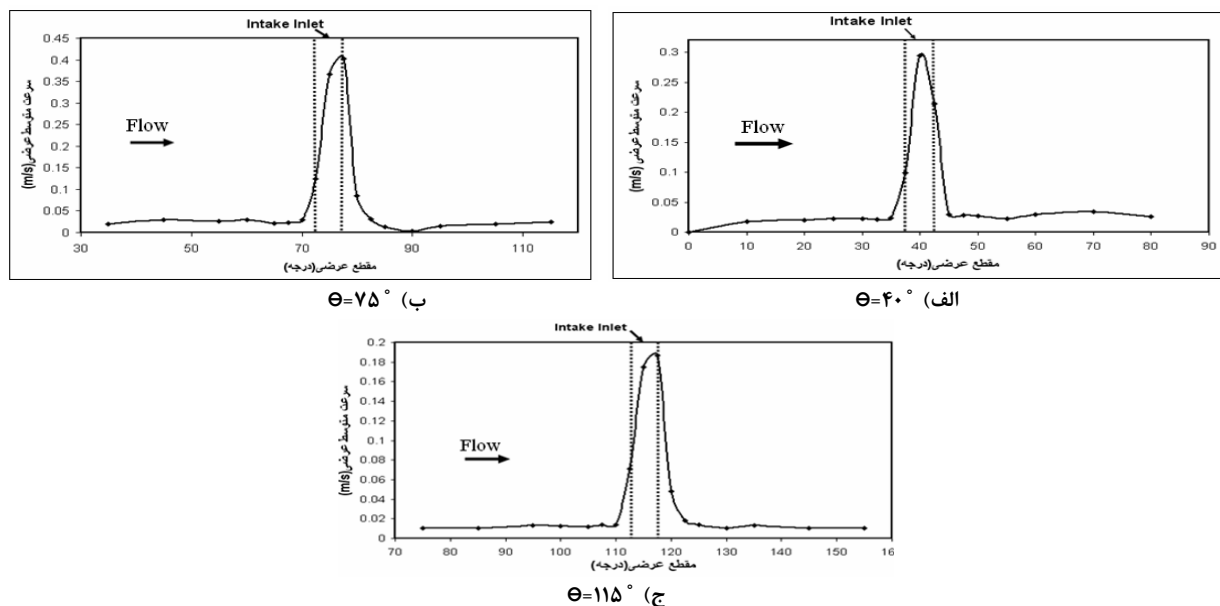 Intake Inlet
0.3
0.25
0.2
0.15
0.1
0.05
0
سرعت متوسط عرضی (m/s)
Flow
0 10 20 30 40 50 60 70 80 90
مقطع عرضی(درجه)
الف) Θ=۴۰°
Intake Inlet
0.45
0.4
0.35
0.3
0.25
0.2
0.15
0.1
0.05
0
سرعت متوسط عرضی(m/s)
Flow
30 50 70 90 110
مقطع عرضی(درجه)
ب) Θ=۷۵°
Intake Inlet
0.2
0.18
0.16
0.14
0.12
0.1
0.08
0.06
0.04
0.02
0
سرعت متوسط عرضی(m/s)
Flow
70 80 90 100 110 120 130 140 150 16
مقطع عرضی(درجه)
ج) Θ=۱۱۵°